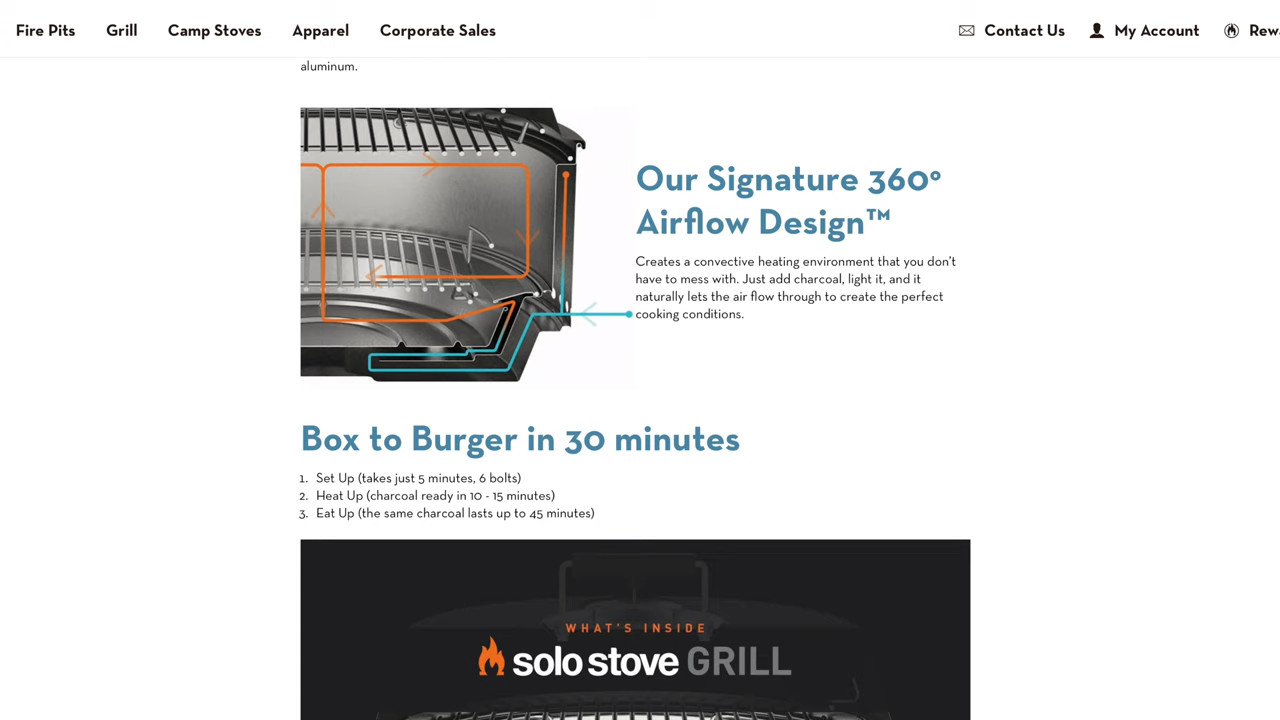 Fire Pits Grill Camp Stoves Apparel Corporate Sales Contact Us My Account
aluminum.
Our Signature 360°
Airflow Design™
Creates a convective heating environment that you don't
have to mess with. Just add charcoal, light it, and it
naturally lets the air flow through to create the perfect
cooking conditions.
Box to Burger in 30 minutes
1. Set Up (takes just 5 minutes, 6 bolts)
2. Heat Up (charcoal ready in 10 - 15 minutes)
3. Eat Up (the same charcoal lasts up to 45 minutes)
WHAT'S INSIDE
solo stove GRILL